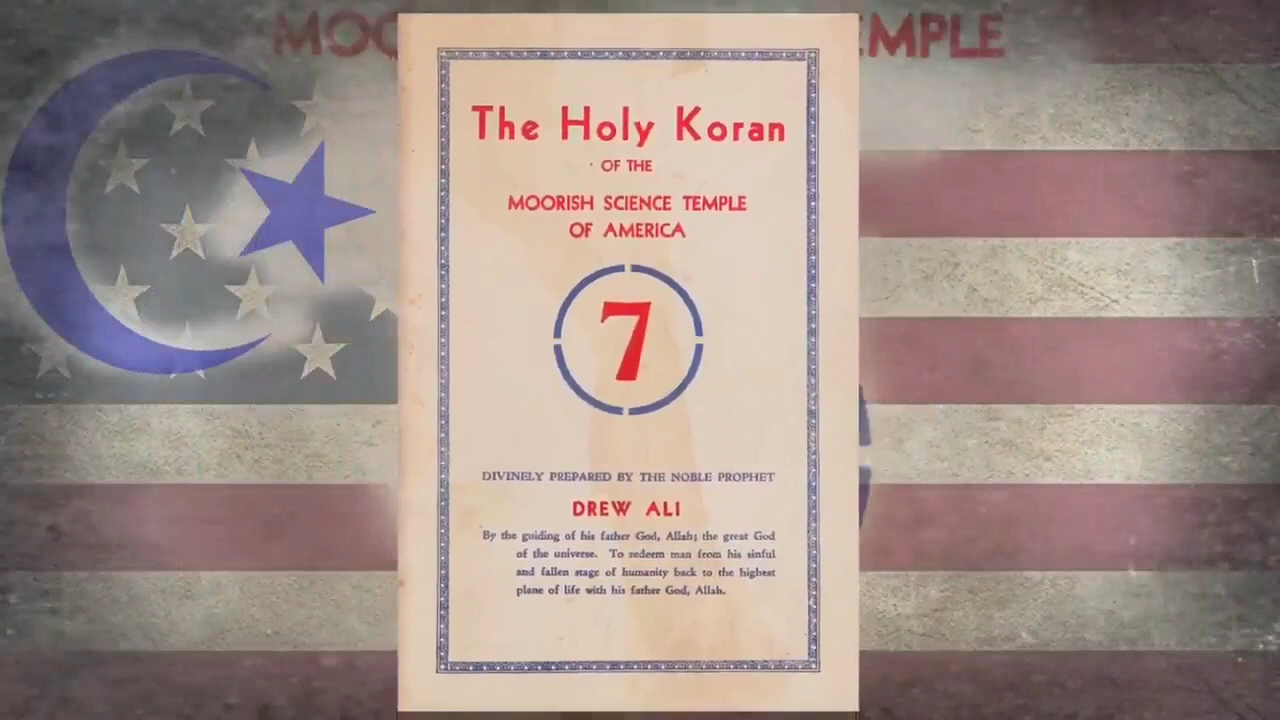 MOO EMPLE
The Holy Koran
OF THE
MOORISH SCIENCE TEMPLE
OF AMERICA
7
DIVINELY PREPARED BY THE NOBLE PROPHET
DREW ALI
By the guiding of his father God, Allah; the great God
of the universe. To redeem man from his sinful
and fallen stage of humanity back to the highest
plane of life with his father God, Allah.